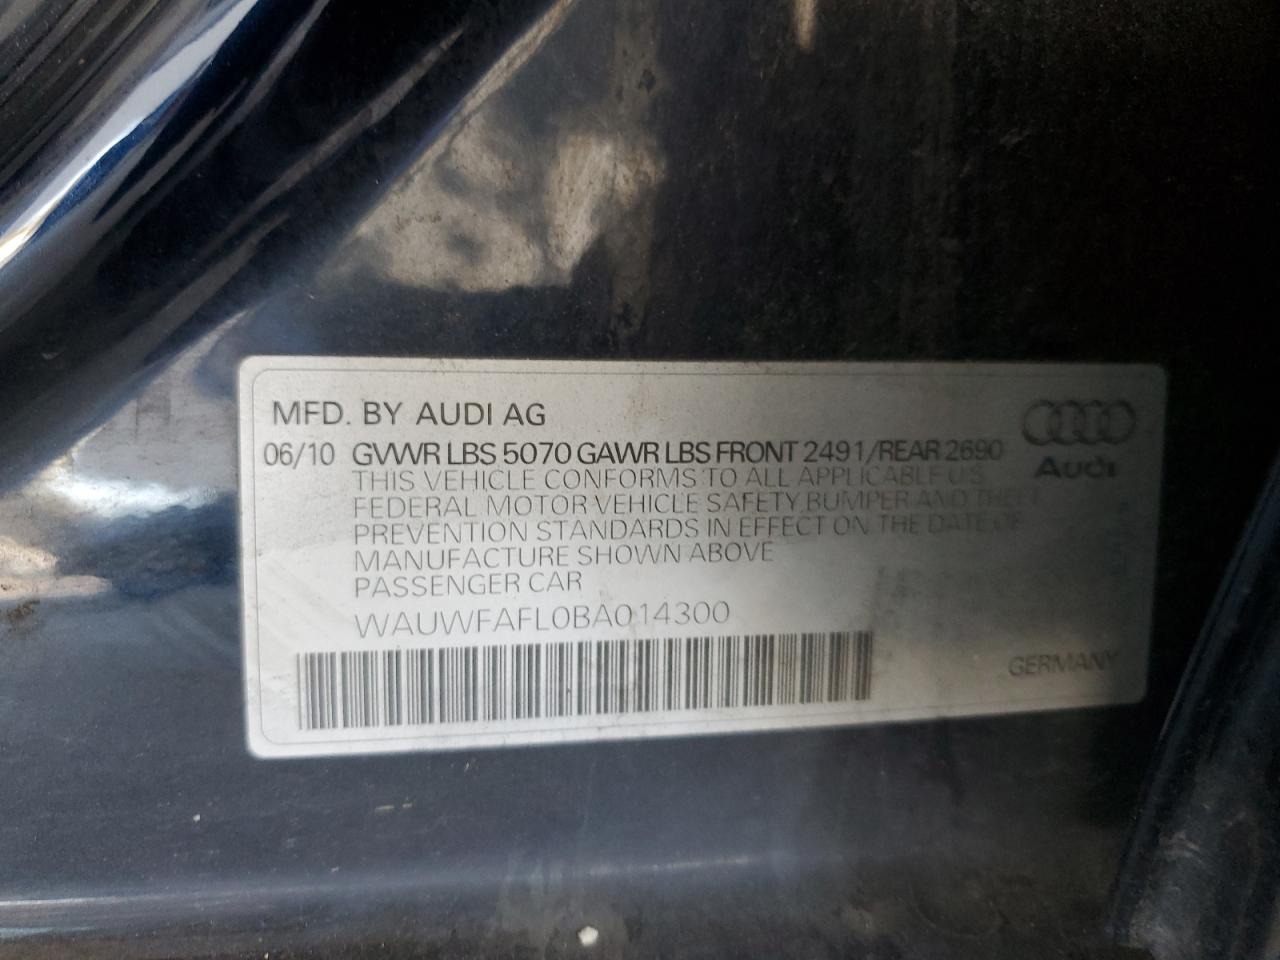 MFD. BY AUDI AG
06/10 GVWR LBS 5070 GAWR LBS FRONT 2491/REAR 2690
Audi
THIS VEHICLE CONFORMS TO ALL APPLICABLE U.S.
FEDERAL MOTOR VEHICLE SAFETY, BUMPER AND THEFT
PREVENTION STANDARDS IN EFFECT ON THE DATE OF
MANUFACTURE SHOWN ABOVE
PASSENGER CAR
WAUWFAFL0BA014300
GERMANY